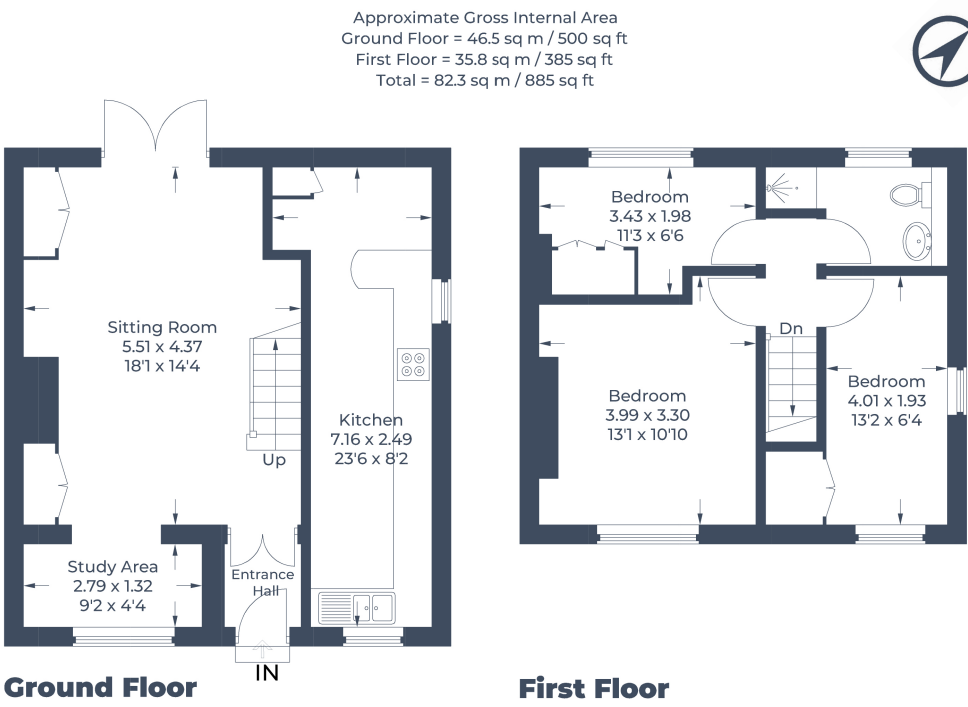 Approximate Gross Internal Area
Ground Floor = 46.5 sq m / 500 sq ft
First Floor = 35.8 sq m / 385 sq ft
Total = 82.3 sq m / 885 sq ft
Sitting Room
5.51 x 4.37
18'1 x 14'4
Up
Kitchen
7.16 x 2.49
23'6 x 8'2
Study Area
2.79 x 1.32
9'2 x 4'4
Entrance
Hall
IN
Ground Floor
Bedroom
3.43 x 1.98
11'3 x 6'6
Dn
Bedroom
3.99 x 3.30
13'1 x 10'10
Bedroom
4.01 x 1.93
13'2 x 6'4
First Floor